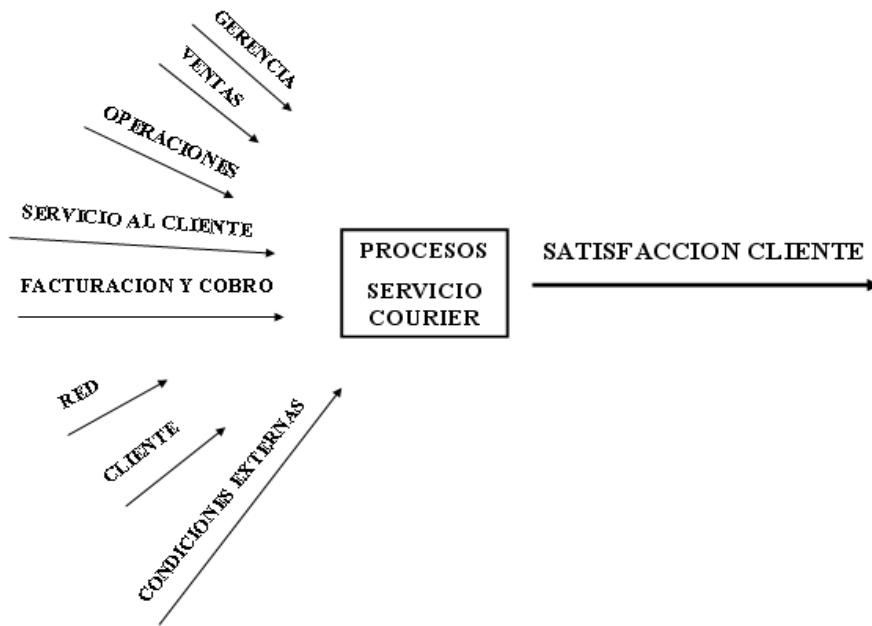 GERENCIA
VENTAS
OPERACIONES
SERVICIO AL CLIENTE
FACTURACION Y COBRO
RED
CLIENTE
CONDICIONES EXTERNAS
PROCESOS
SERVICIO
COURIER
SATISFACCION CLIENTE